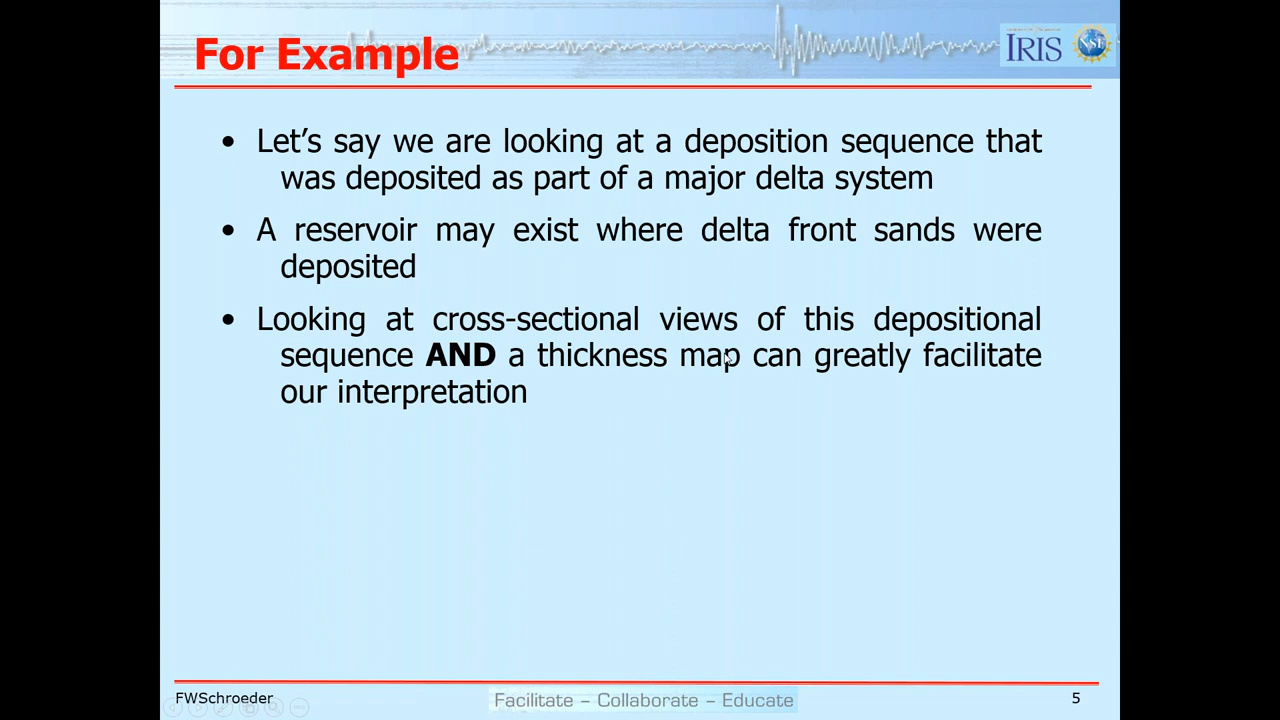 For Example
IRIS
NSF
• Let’s say we are looking at a deposition sequence that
was deposited as part of a major delta system
• A reservoir may exist where delta front sands were
deposited
• Looking at cross-sectional views of this depositional
sequence AND a thickness map can greatly facilitate
our interpretation
FWSchroeder
Facilitate – Collaborate – Educate
5